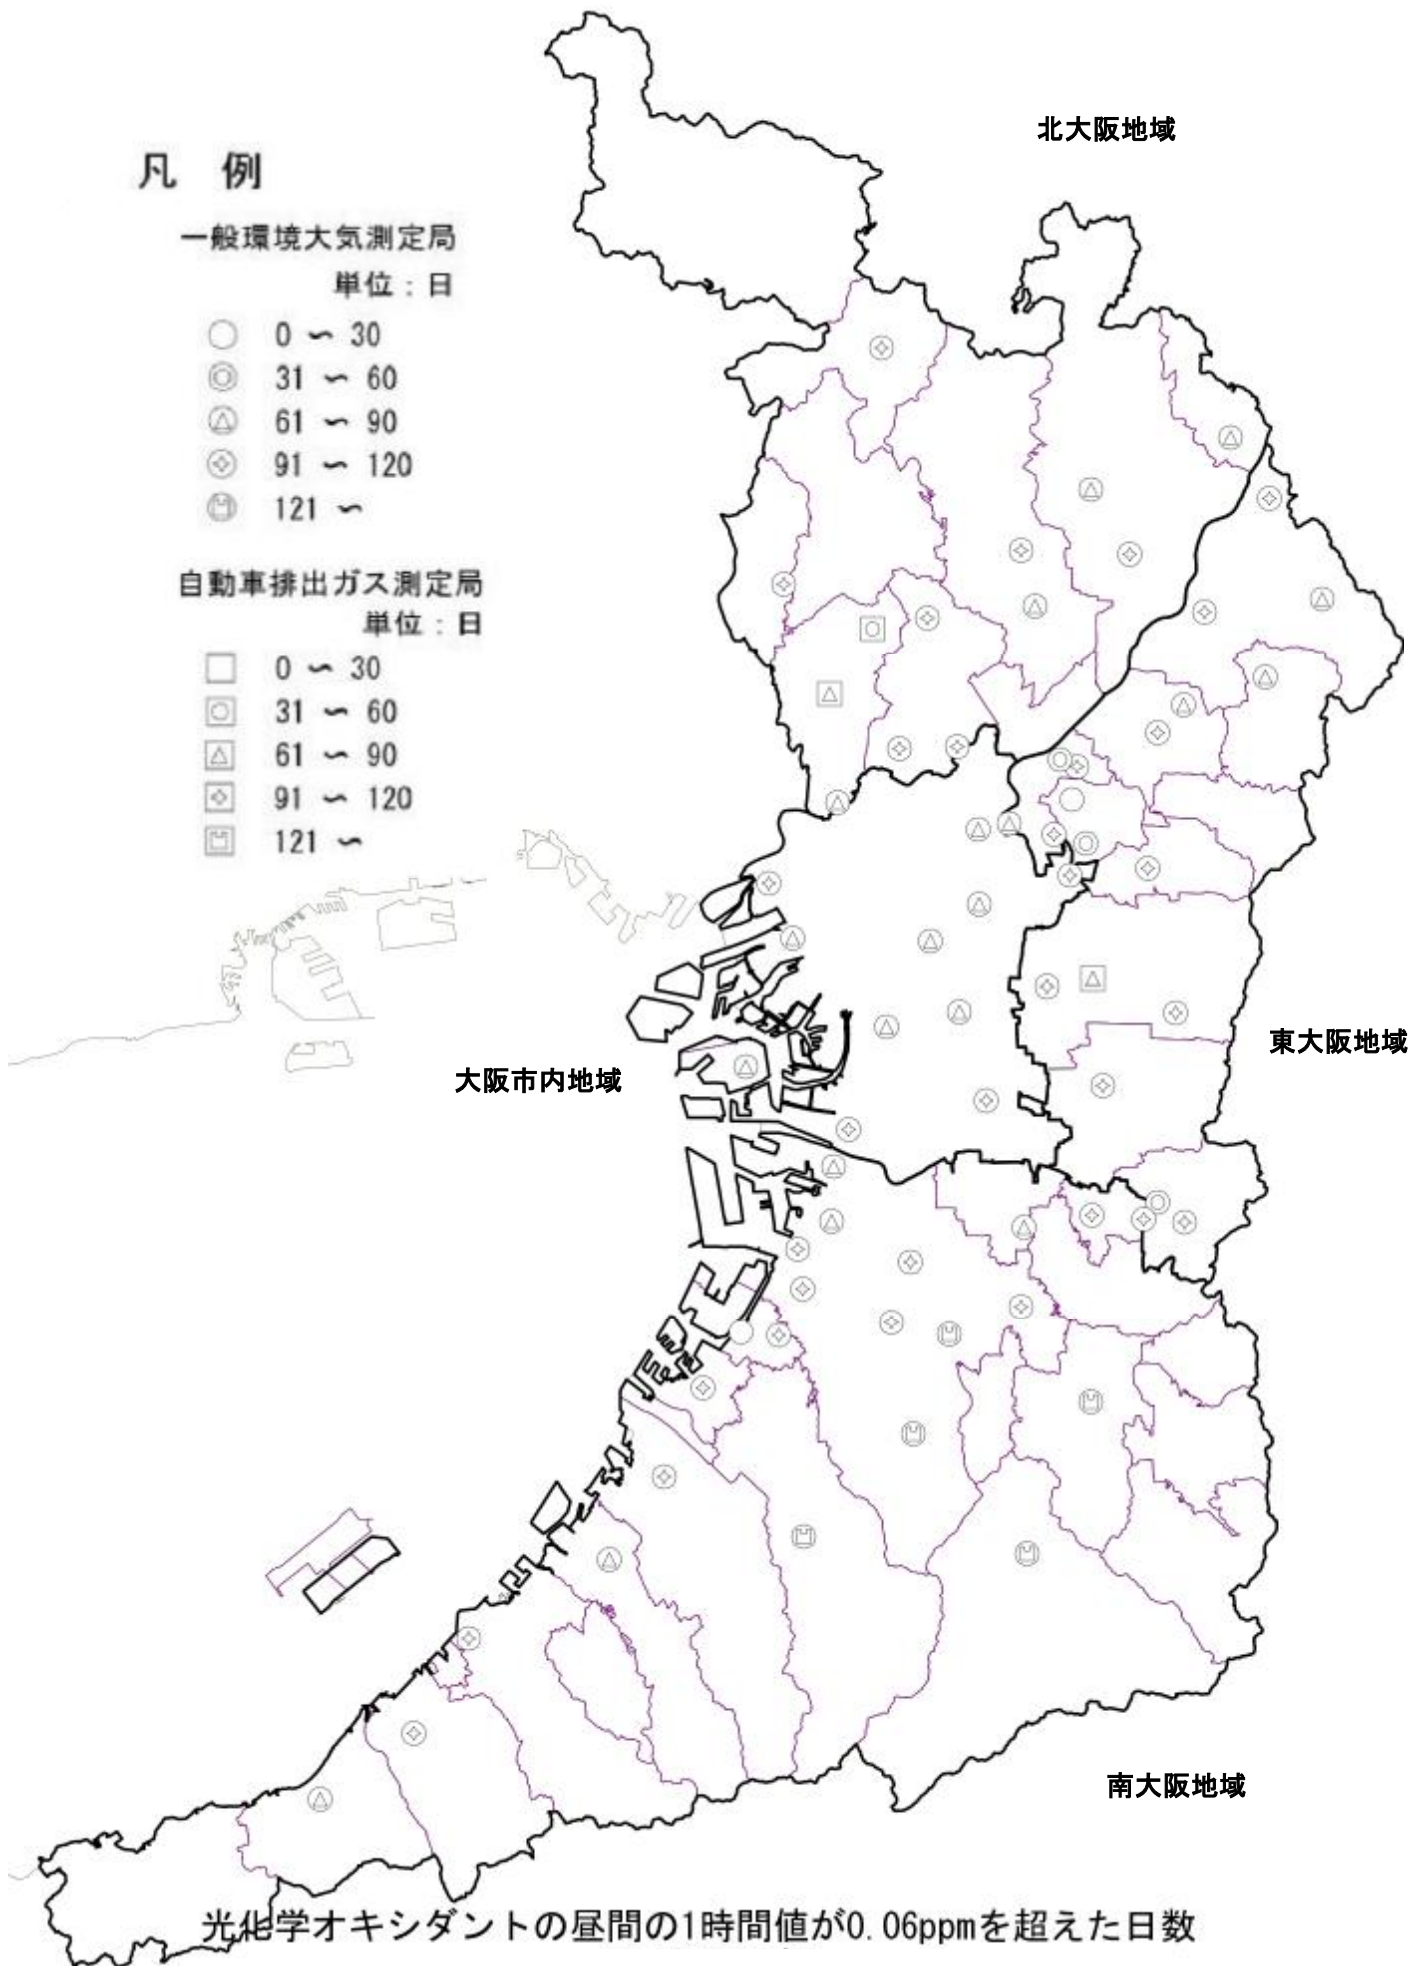 北大阪地域
凡 例
一般環境大気測定局
単位：日
0 ～ 30
31 ～ 60
61 ～ 90
91 ～ 120
121 ～
自動車排出ガス測定局
単位：日
0 ～ 30
31 ～ 60
61 ～ 90
91 ～ 120
121 ～
東大阪地域
大阪市内地域
南大阪地域
光化学オキシダントの昼間の1時間値が0.06ppmを超えた日数